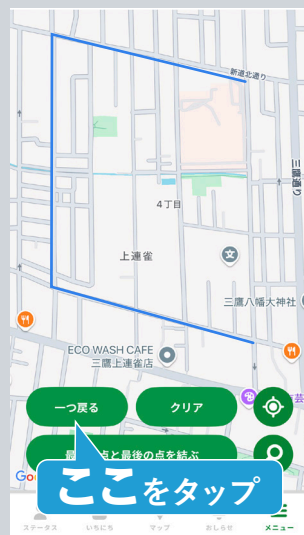 新道北通り
三鷹通り
4丁目
上連雀
三鷹八幡大神社
ECO WASH CAFE
三鷹上連雀店
一つ戻る
クリア
点と最後の点を結ぶ
ここをタップ
ステータス
いちにち
マップ
おしらせ
メニュー